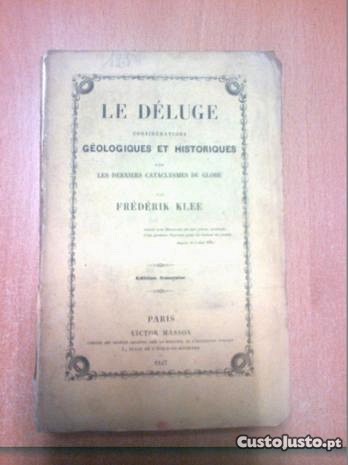 LE DÉLUGE
CONSIDÉRATIONS
GÉOLOGIQUES ET HISTORIQUES
SUR
LES DERNIERS CATACLYSMES DU GLOBE
PAR
FRÉDÉRIK KLEE
Édition française
PARIS
VICTOR MASSON
1847
CustoJusto.pt